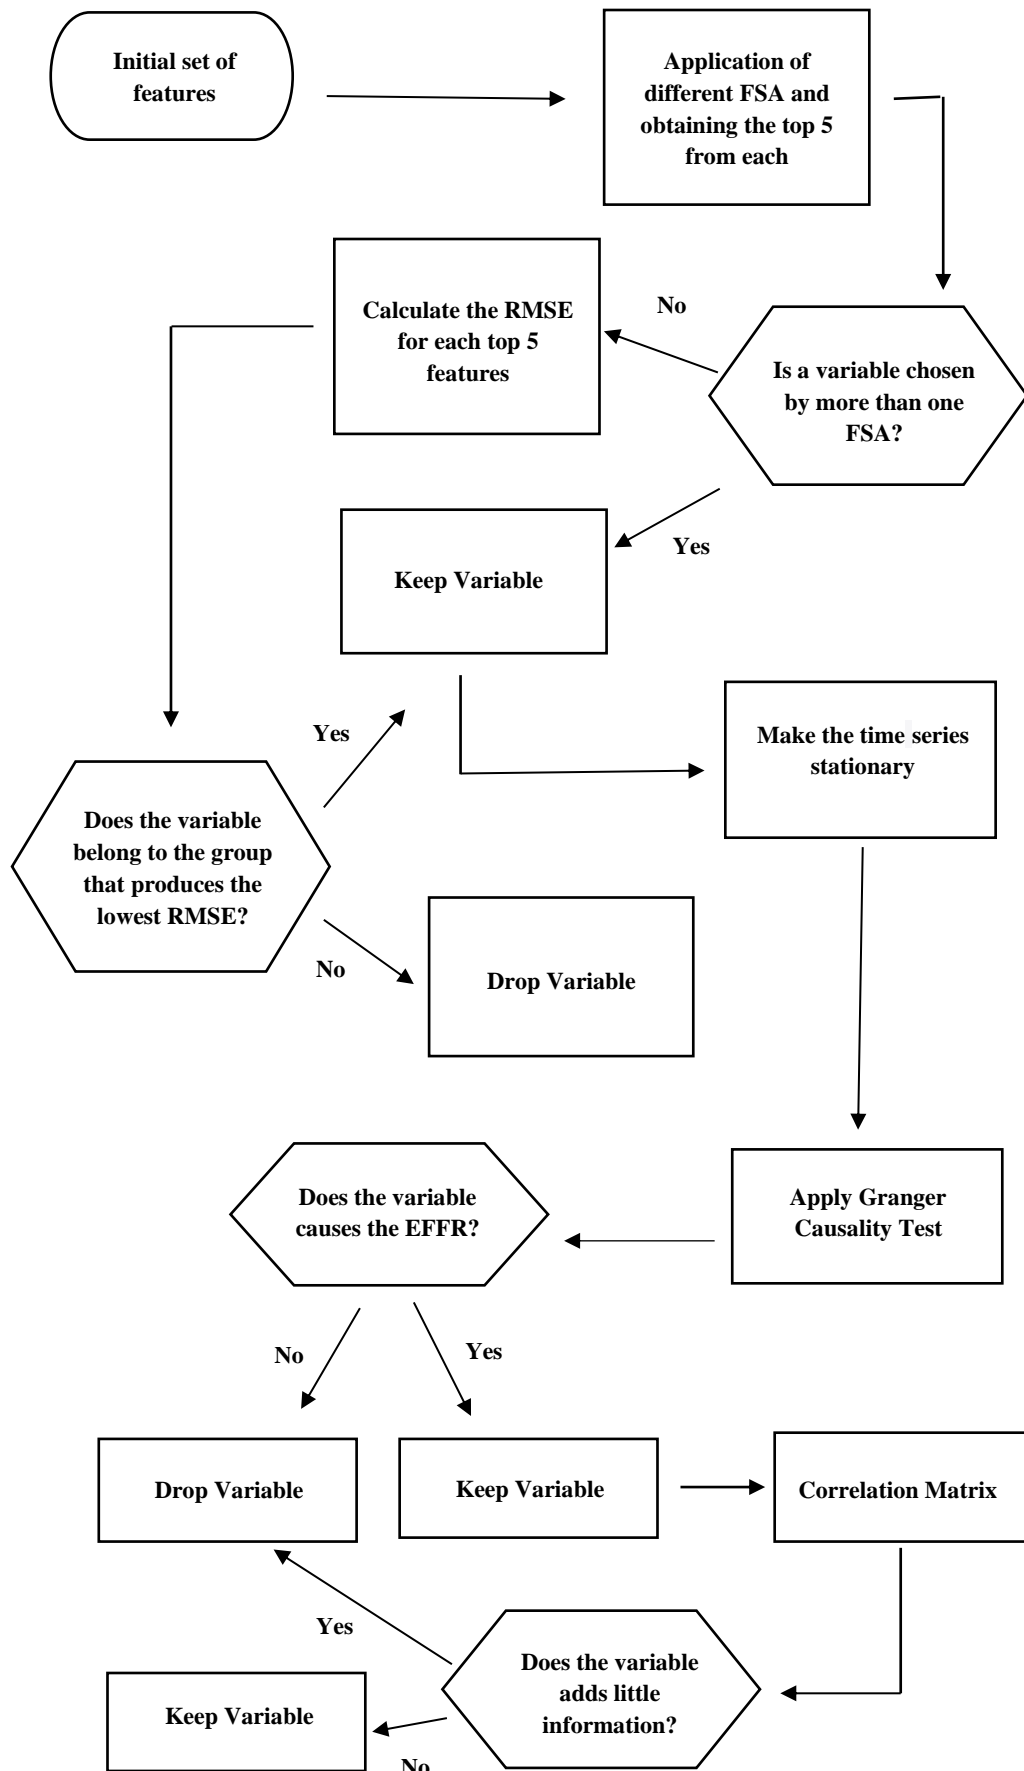 Initial set of
features
Application of
different FSA and
obtaining the top 5
from each
Calculate the RMSE
for each top 5
features
No
Is a variable chosen
by more than one
FSA?
Yes
Keep Variable
Make the time series
stationary
Yes
Does the variable
belong to the group
that produces the
lowest RMSE?
No
Drop Variable
Does the variable
causes the EFFR?
Apply Granger
Causality Test
No
Yes
Drop Variable
Keep Variable
Correlation Matrix
Yes
Does the variable
adds little
information?
Keep Variable
No